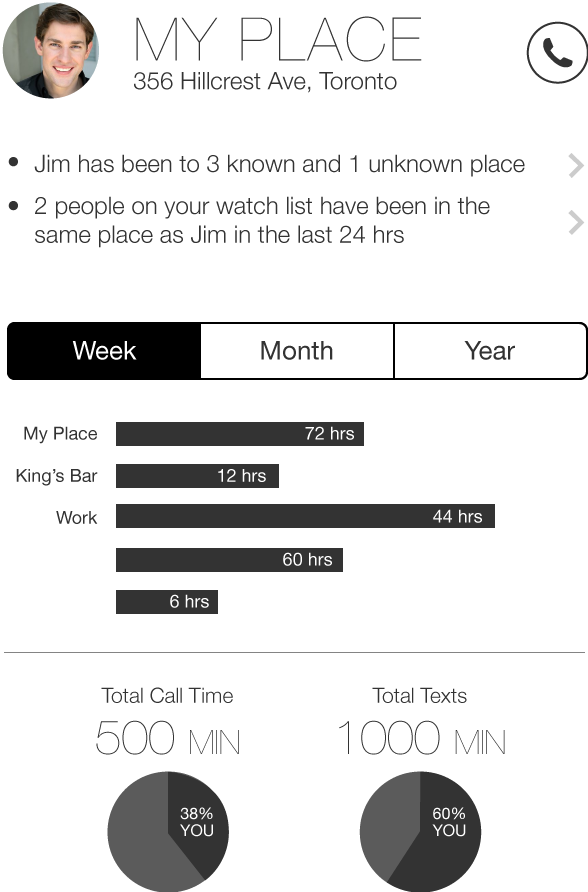 MY PLACE
356 Hillcrest Ave, Toronto
• Jim has been to 3 known and 1 unknown place
• 2 people on your watch list have been in the
same place as Jim in the last 24 hrs
Week Month Year
My Place 72 hrs
King's Bar 12 hrs
Work 44 hrs
60 hrs
6 hrs
Total Call Time Total Texts
500 MIN 1000 MIN
38% 60%
YOU YOU